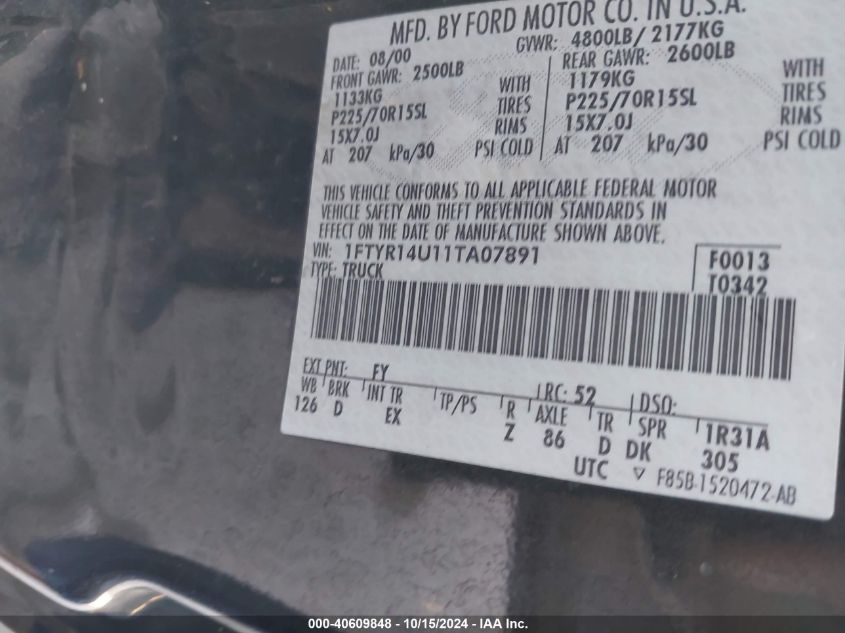 MFD. BY FORD MOTOR CO. IN U.S.A.
DATE: 08/00 GVWR: 4800LB/ 2177KG
FRONT GAWR: 2500LB REAR GAWR: 2600LB
1133KG WITH 1179KG WITH
P225/70R15SL TIRES P225/70R15SL TIRES
15X7.0J RIMS 15X7.0J RIMS
AT 207 kPa/30 PSI COLD AT 207 kPa/30 PSI COLD
THIS VEHICLE CONFORMS TO ALL APPLICABLE FEDERAL MOTOR
VEHICLE SAFETY AND THEFT PREVENTION STANDARDS IN
EFFECT ON THE DATE OF MANUFACTURE SHOWN ABOVE.
VIN: 1FTYR14U11TA07891 F0013
TYPE: TRUCK T0342
EXT PNT: FY RC: 52 DSO:
WB BRK INT TR TP/PS R AXLE TR SPR 1R31A
126 D EX Z 86 D DK 305
UTC ▽ F85B-1520472-AB
000-40609848 - 10/15/2024 - IAA Inc.